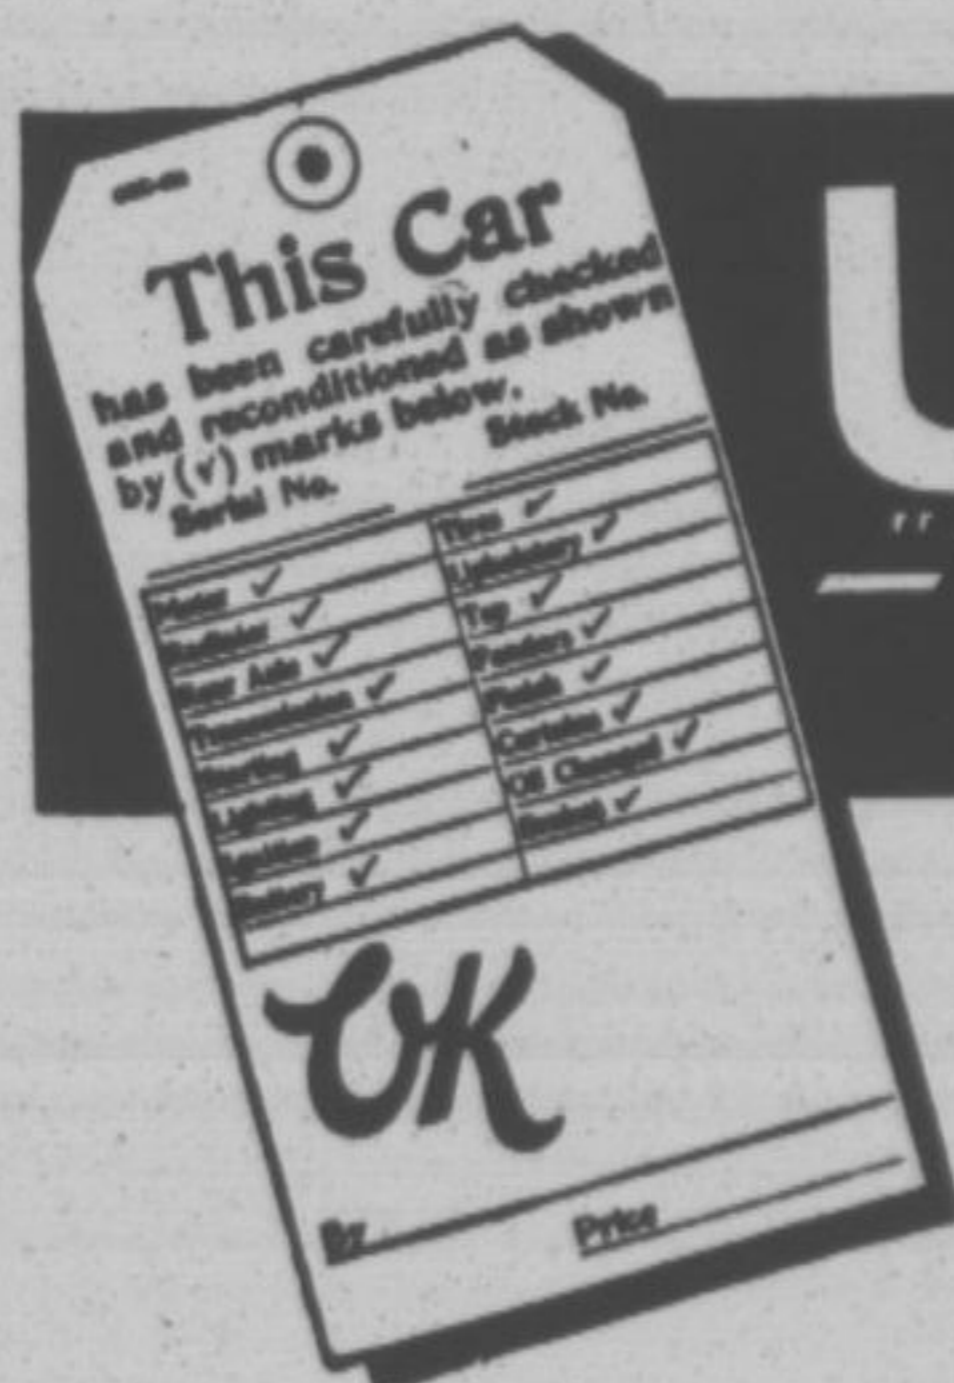 This Car
has been carefully checked
and reconditioned as shown
by (√) marks below.
Serial No.
Stock No.
Motor ✓
Radiator ✓
Rear Axle ✓
Transmission ✓
Starting ✓
Lighting ✓
Ignition ✓
Battery ✓
Tires ✓
Upholstery ✓
Top ✓
Fenders ✓
Finish ✓
Curtains ✓
Oil Changed ✓
✓
OK
By
Price
U